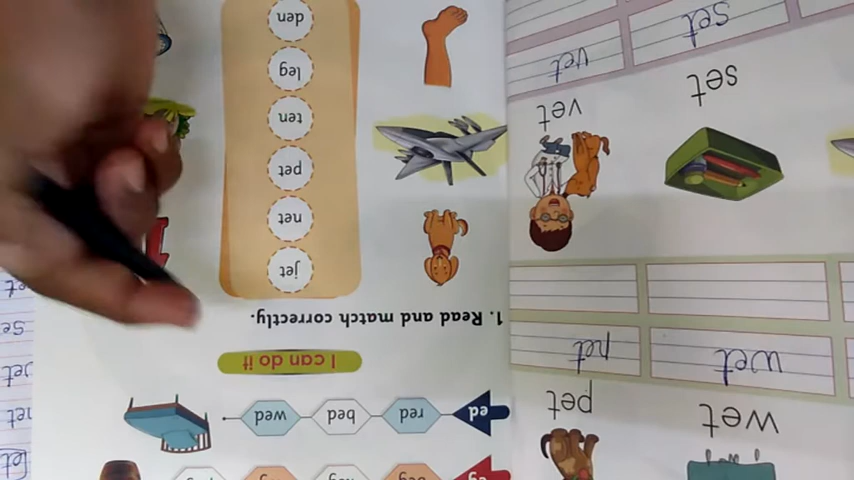 wet
pet
wet
pet
set
vet
set
vet
ed
red
bed
wed
I can do it
1. Read and match correctly.
jet
net
pet
ten
leg
den